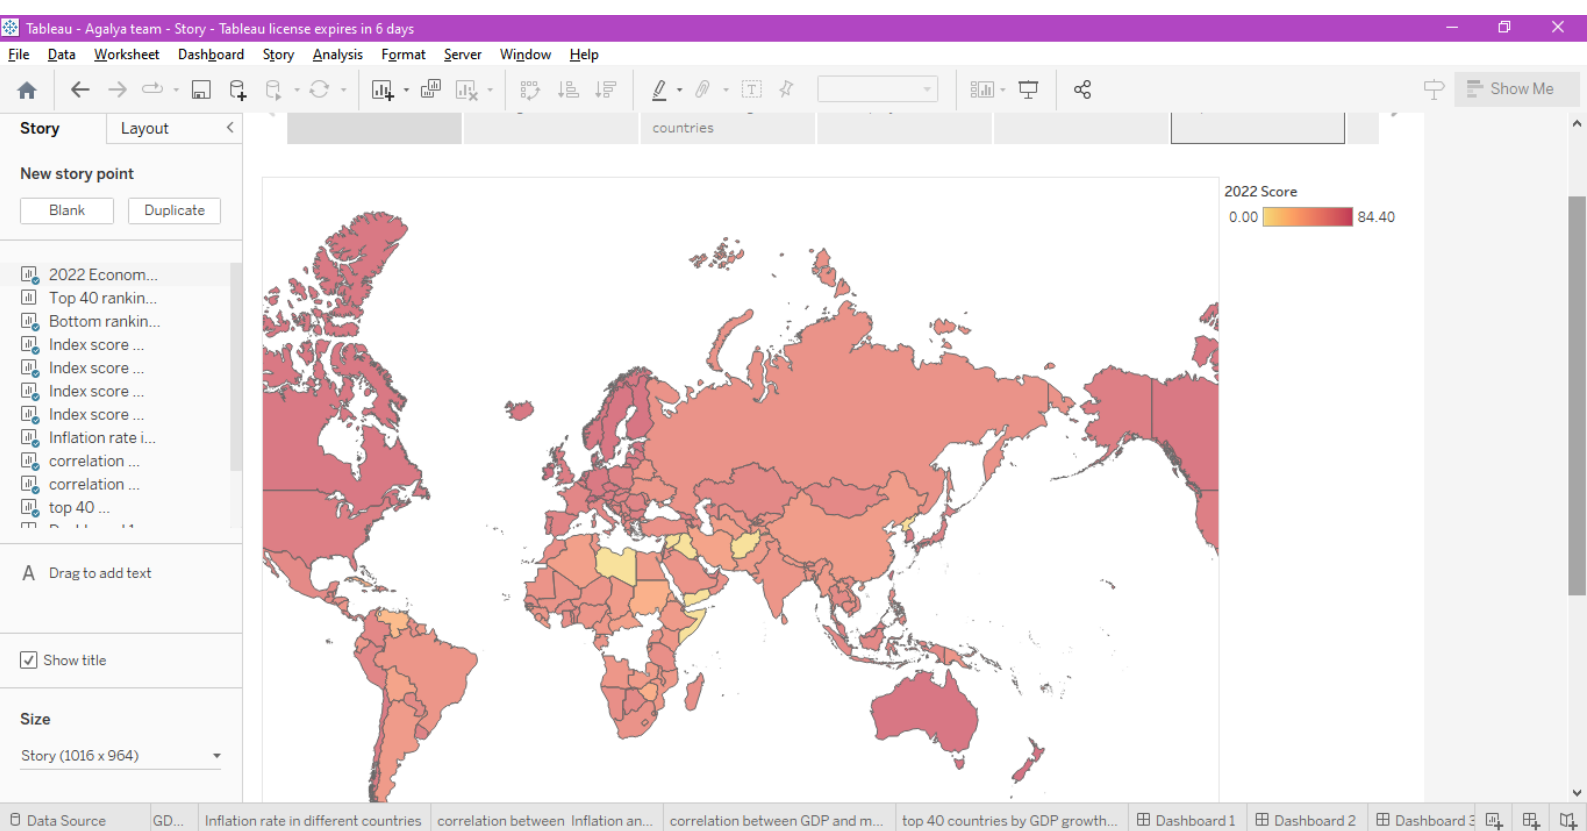 Tableau - Agalya team - Story - Tableau license expires in 6 days
File Data Worksheet Dashboard Story Analysis Format Server Window Help
Show Me
Story Layout
countries
New story point
Blank Duplicate
2022 Score
0.00 84.40
2022 Econom...
Top 40 rankin...
Bottom rankin...
Index score ...
Index score ...
Index score ...
Index score ...
Inflation rate i...
correlation ...
correlation ...
top 40 ...
A Drag to add text
Show title
Size
Story (1016 x 964)
Data Source GD... Inflation rate in different countries correlation between Inflation an... correlation between GDP and m... top 40 countries by GDP growth... Dashboard 1 Dashboard 2 Dashboard 3